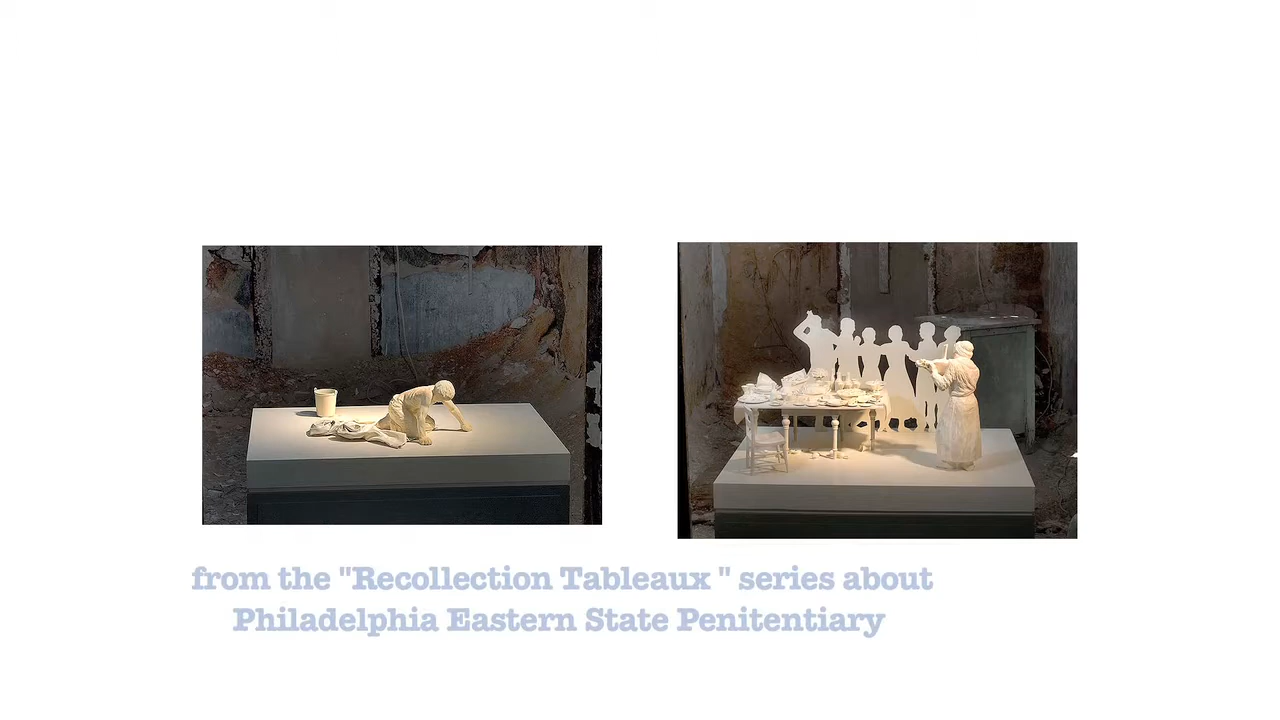 from the "Recollection Tableaux " series about
Philadelphia Eastern State Penitentiary